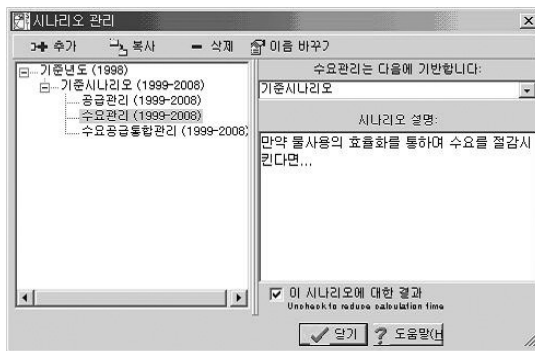 시나리오 관리
추가 복사 삭제 이름 바꾸기
기준년도 (1998)
기준시나리오 (1999-2008)
공급관리 (1999-2008)
수요관리 (1999-2008)
수요공급통합관리 (1999-2008)
수요관리는 다음에 기반합니다:
기준시나리오
시나리오 설명:
만약 물사용의 효율화를 통하여 수요를 절감시
킨다면...
이 시나리오에 대한 결과
Uncheck to reduce calculation time
닫기 ? 도움말(H